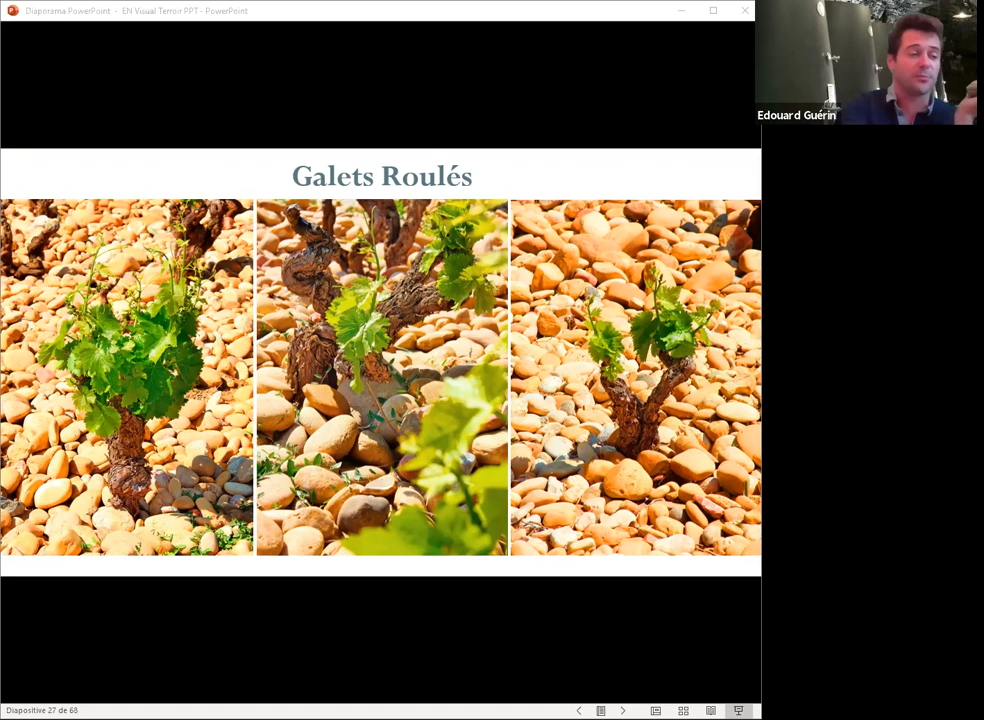 Diaporama PowerPoint - EN Visual Terroir PPT - PowerPoint
Edouard Guérin
Galets Roulés
Diapositive 27 de 68